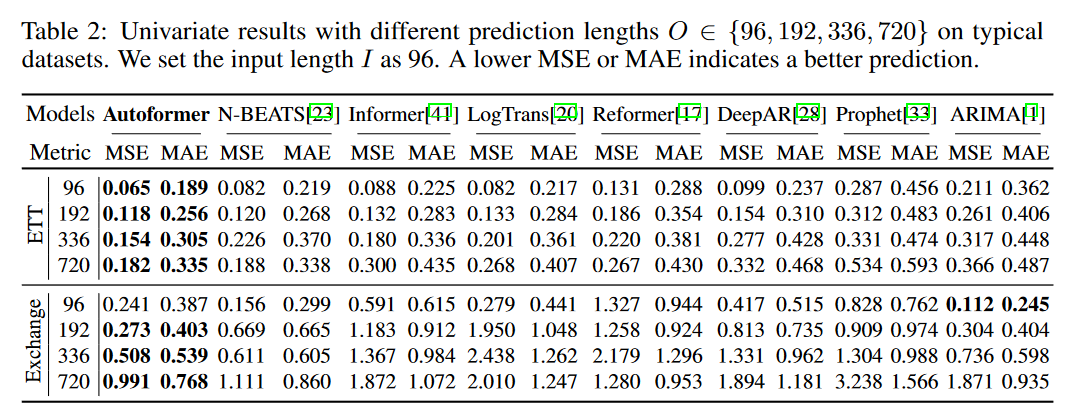 Table 2: Univariate results with different prediction lengths O ∈ {96, 192, 336, 720} on typical
datasets. We set the input length I as 96. A lower MSE or MAE indicates a better prediction.
Models Autoformer N-BEATS[23] Informer[41] LogTrans[20] Reformer[17] DeepAR[28] Prophet[33] ARIMA[1]
Metric MSE MAE MSE MAE MSE MAE MSE MAE MSE MAE MSE MAE MSE MAE MSE MAE
ETT
96 0.065 0.189 0.082 0.219 0.088 0.225 0.082 0.217 0.131 0.288 0.099 0.237 0.287 0.456 0.211 0.362
192 0.118 0.256 0.120 0.268 0.132 0.283 0.133 0.284 0.186 0.354 0.154 0.310 0.312 0.483 0.261 0.406
336 0.154 0.305 0.226 0.370 0.180 0.336 0.201 0.361 0.220 0.381 0.277 0.428 0.331 0.474 0.317 0.448
720 0.182 0.335 0.188 0.338 0.300 0.435 0.268 0.407 0.267 0.430 0.332 0.468 0.534 0.593 0.366 0.487
Exchange
96 0.241 0.387 0.156 0.299 0.591 0.615 0.279 0.441 1.327 0.944 0.417 0.515 0.828 0.762 0.112 0.245
192 0.273 0.403 0.669 0.665 1.183 0.912 1.950 1.048 1.258 0.924 0.813 0.735 0.909 0.974 0.304 0.404
336 0.508 0.539 0.611 0.605 1.367 0.984 2.438 1.262 2.179 1.296 1.331 0.962 1.304 0.988 0.736 0.598
720 0.991 0.768 1.111 0.860 1.872 1.072 2.010 1.247 1.280 0.953 1.894 1.181 3.238 1.566 1.871 0.935